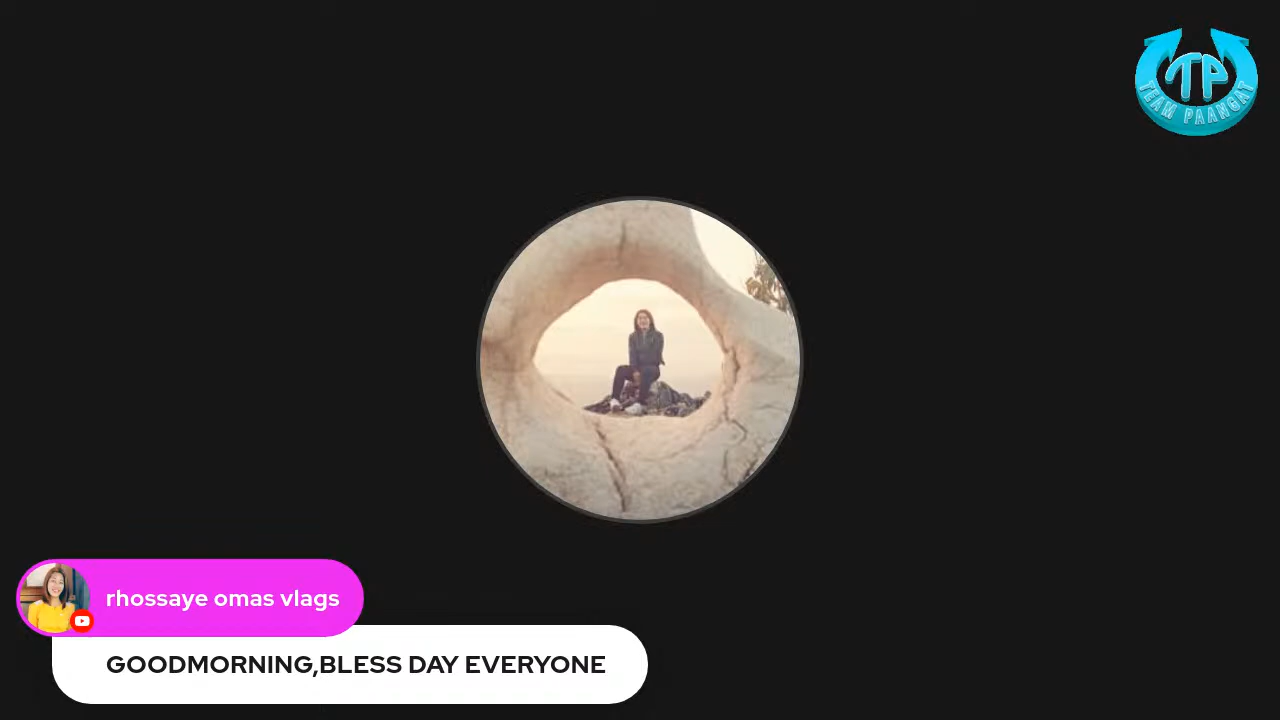 TP
TEAM PAANGAT
rhossaye omas vlags
GOODMORNING,BLESS DAY EVERYONE